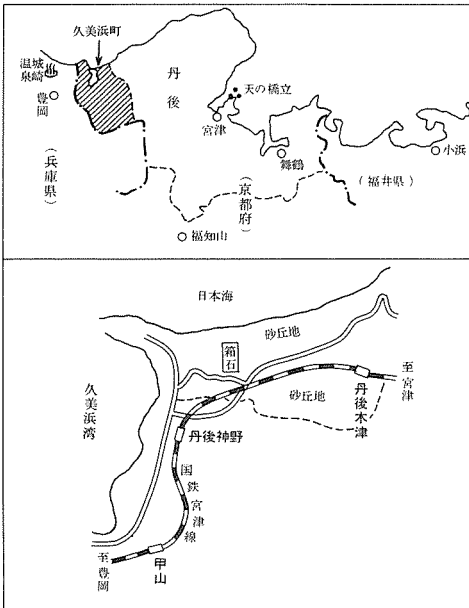 久美浜町
城崎
温泉
豊岡
丹後
天の橋立
宮津
舞鶴
小浜
(兵庫県)
(京都府)
(福井県)
福知山
日本海
砂丘地
箱石
砂丘地
久美浜湾
至宮津
丹後木津
丹後神野
国鉄宮津線
甲山
至豊岡